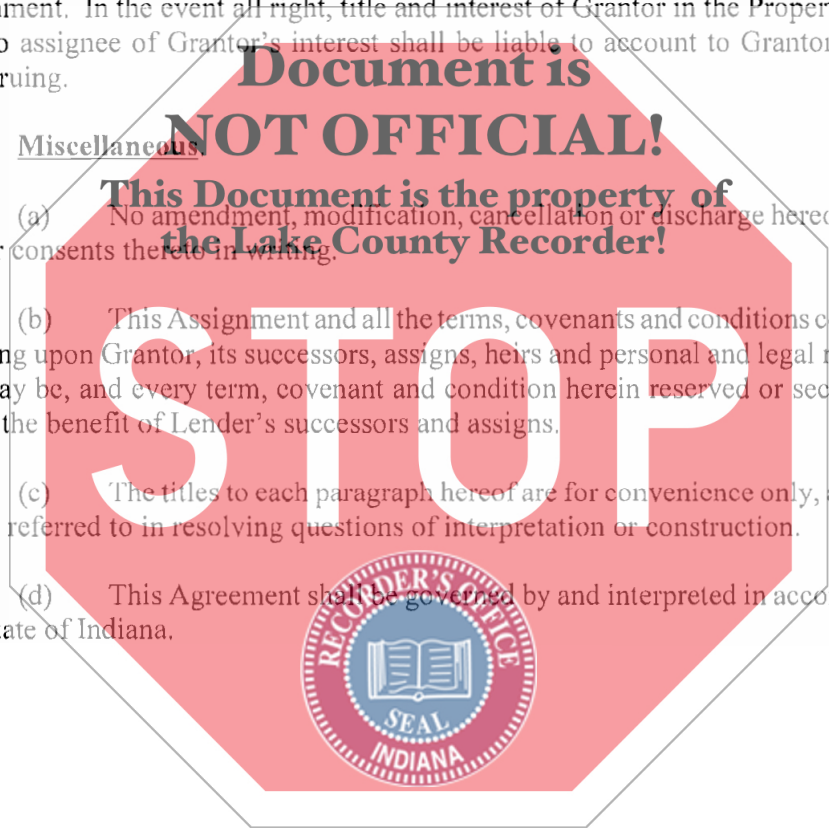 nment. In the event all right, title and interest of Grantor in the Proper
o assignee of Grantor's interest shall be liable to account to Grantor
ruing.
Document is
NOT OFFICIAL!
Miscellaneous.
This Document is the property of
the Lake County Recorder!
(a) No amendment, modification, cancellation or discharge hereo
r consents thereto in writing.
STOP
(b) This Assignment and all the terms, covenants and conditions c
ng upon Grantor, its successors, assigns, heirs and personal and legal r
ay be, and every term, covenant and condition herein reserved or sec
the benefit of Lender's successors and assigns.
(c) The titles to each paragraph hereof are for convenience only, a
referred to in resolving questions of interpretation or construction.
(d) This Agreement shall be governed by and interpreted in acco
ate of Indiana.
RECORDER'S OFFICE
SEAL
INDIANA